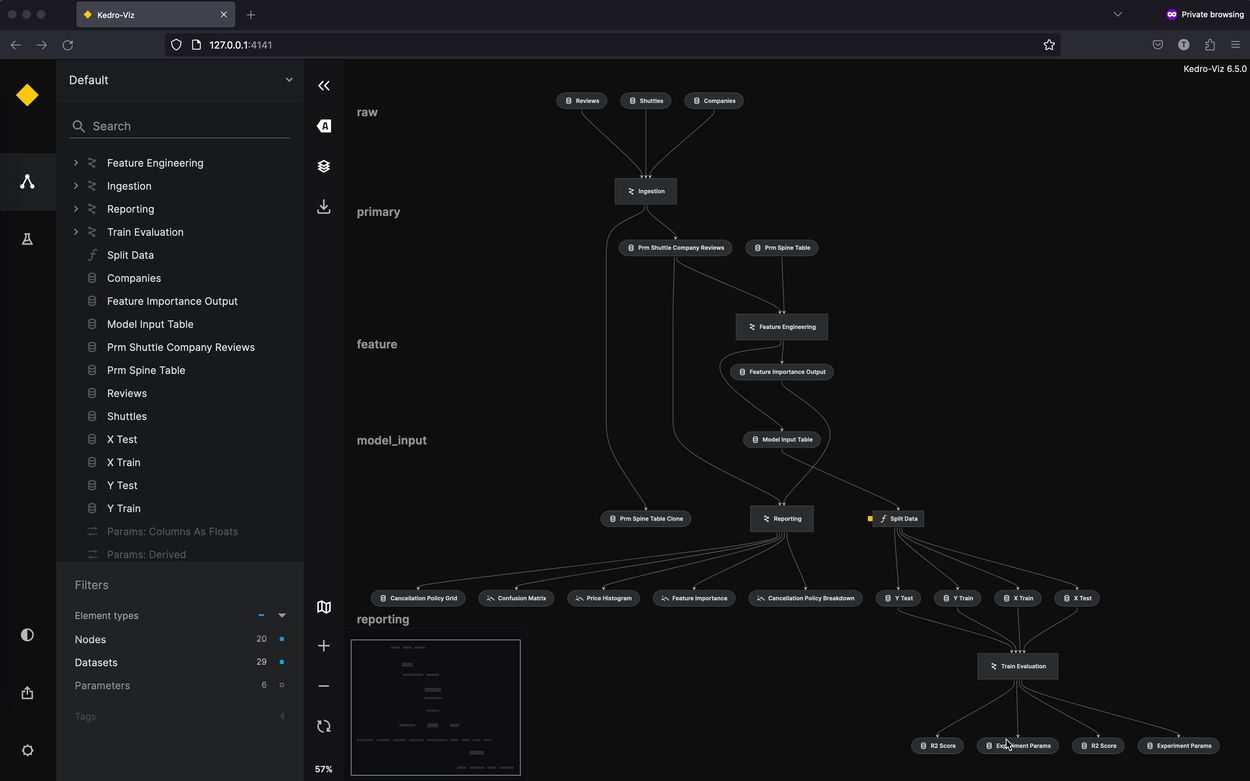 Kedro-Viz
Private browsing
127.0.0.1:4141
T
Kedro-Viz 6.5.0
Default
Search
Feature Engineering
Ingestion
Reporting
Train Evaluation
Split Data
Companies
Feature Importance Output
Model Input Table
Prm Shuttle Company Reviews
Prm Spine Table
Reviews
Shuttles
X Test
X Train
Y Test
Y Train
Params: Columns As Floats
Params: Derived
Filters
Element types
Nodes 20
Datasets 29
Parameters 6
Tags
A
57%
raw
Reviews Shuttles Companies
Ingestion
primary
Prm Shuttle Company Reviews Prm Spine Table
Feature Engineering
feature
Feature Importance Output
model_input
Model Input Table
Prm Spine Table Clone Reporting Split Data
Cancellation Policy Grid Confusion Matrix Price Histogram Feature Importance Cancellation Policy Breakdown Y Test Y Train X Train X Test
reporting
Train Evaluation
R2 Score Experiment Params R2 Score Experiment Params